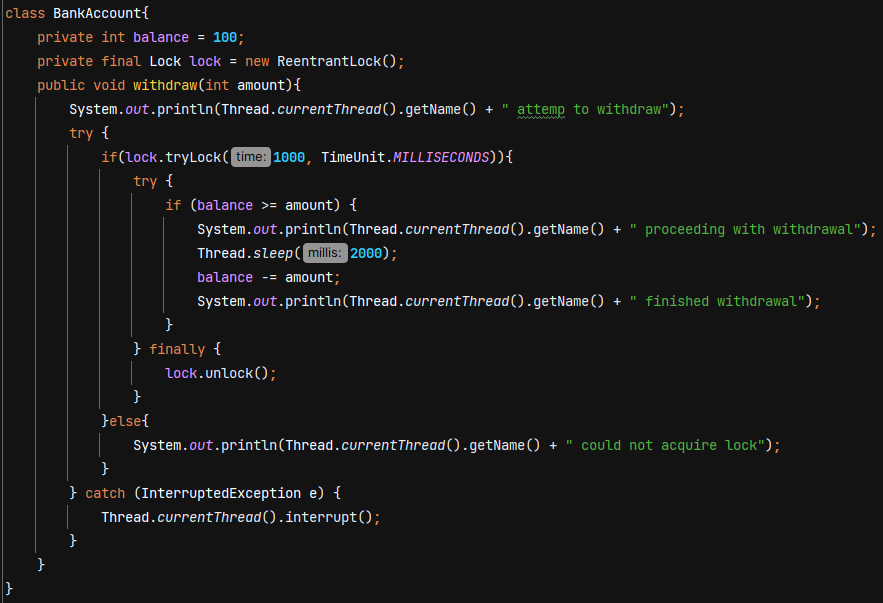 class BankAccount{
    private int balance = 100;
    private final Lock lock = new ReentrantLock();
    public void withdraw(int amount){
        System.out.println(Thread.currentThread().getName() + " attemp to withdraw");
        try {
            if(lock.tryLock( time: 1000, TimeUnit.MILLISECONDS)){
                try {
                    if (balance >= amount) {
                        System.out.println(Thread.currentThread().getName() + " proceeding with withdrawal");
                        Thread.sleep( millis: 2000);
                        balance -= amount;
                        System.out.println(Thread.currentThread().getName() + " finished withdrawal");
                    }
                } finally {
                    lock.unlock();
                }
            }else{
                System.out.println(Thread.currentThread().getName() + " could not acquire lock");
            }
        } catch (InterruptedException e) {
            Thread.currentThread().interrupt();
        }
    }
}